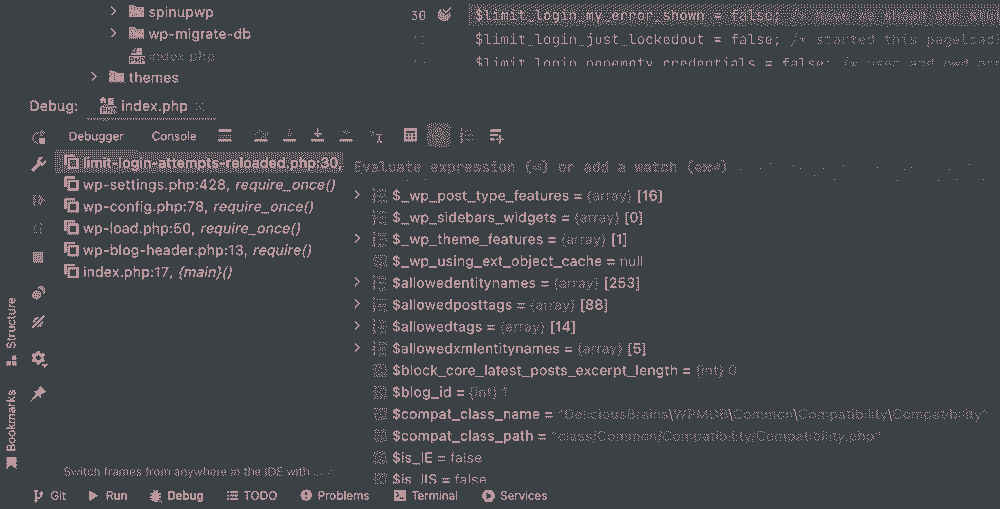 spinupwp
30 $limit_login_my_error_shown = false; /* have we shown our stu
wp-migrate-db
$limit_login_just_lockedout = false; /* started this pageload?
index.php
$limit_login_nonempty_credentials = false; /* user and pwd
themes
Debug: index.php
Debugger Console
limit-login-attempts-reloaded.php:30,
Evaluate expression (⏎) or add a watch
wp-settings.php:428, require_once()
$_wp_post_type_features = {array} [16]
wp-config.php:78, require_once()
$_wp_sidebars_widgets = {array} [0]
wp-load.php:50, require_once()
$_wp_theme_features = {array} [1]
wp-blog-header.php:13, require()
$_wp_using_ext_object_cache = null
index.php:17, {main}()
$allowedentitynames = {array} [253]
$allowedposttags = {array} [88]
$allowedtags = {array} [14]
$allowedxmlentitynames = {array} [5]
$block_core_latest_posts_excerpt_length = {int} 0
$blog_id = {int} 1
$compat_class_name = "DeliciousBrains\WPMDB\Common\Compatibility\Compatibility"
$compat_class_path = "class/Common/Compatibility/Compatibility.php"
$is_IE = false
$is_IIS = false
Structure
Bookmarks
Switch frames from anywhere in the IDE with ...
Git Run Debug TODO Problems Terminal Services